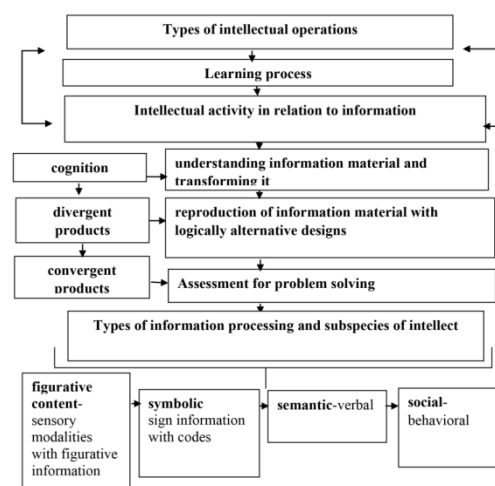 Types of intellectual operations
Learning process
Intellectual activity in relation to information
cognition
understanding information material and
transforming it
divergent
products
reproduction of information material with
logically alternative designs
convergent
products
Assessment for problem solving
Types of information processing and subspecies of intellect
figurative
content-
sensory
modalities
with figurative
information
symbolic
sign information
with codes
semantic-verbal
social-
behavioral